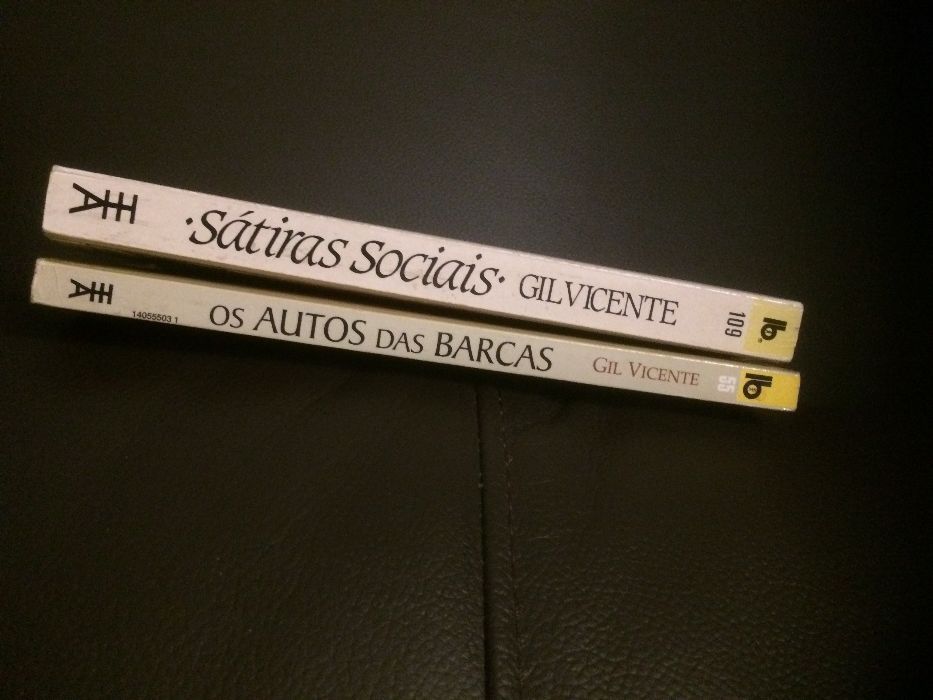 ·Sátiras Sociais· GIL VICENTE 109 lb
14055503 1 OS AUTOS DAS BARCAS GIL VICENTE 55 lb